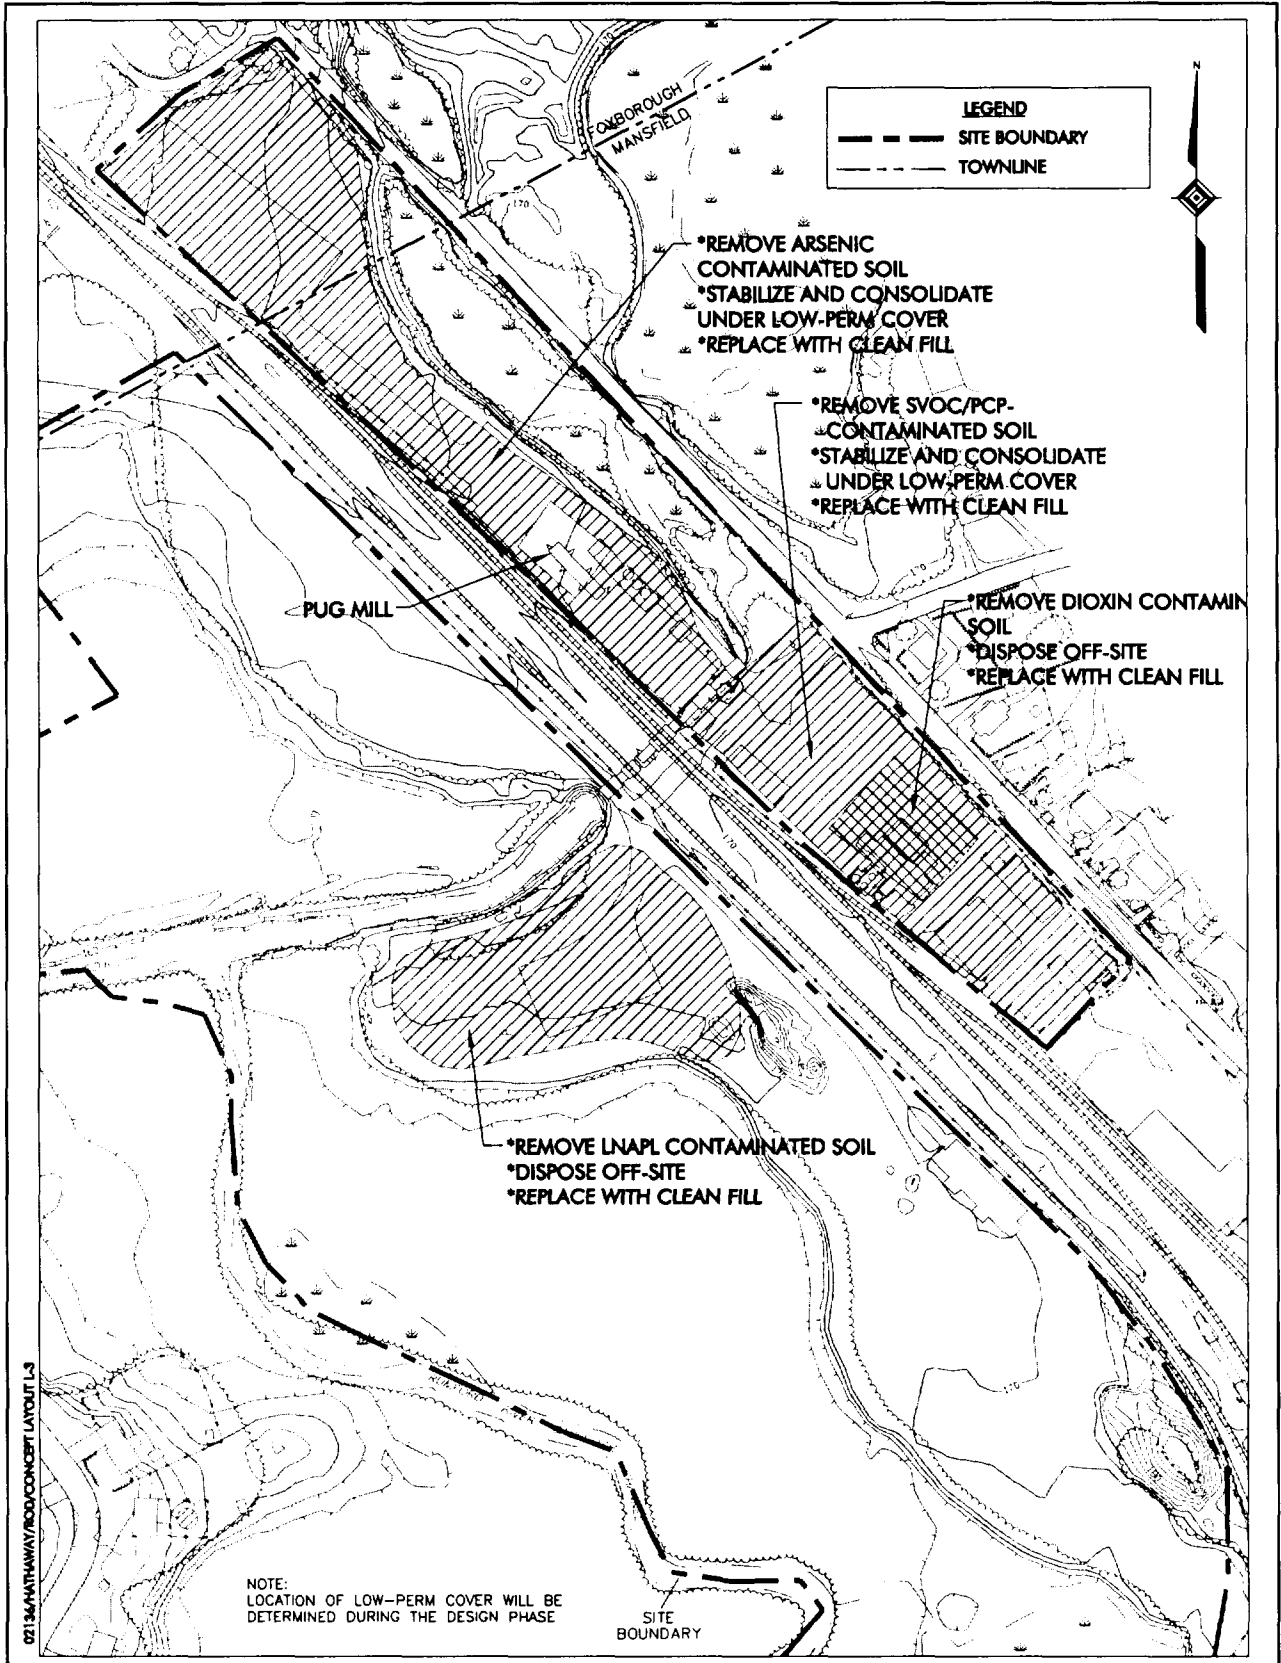 FOXBOROUGH
MANSFIELD
LEGEND
SITE BOUNDARY
TOWNLINE
N
170
170
*REMOVE ARSENIC
CONTAMINATED SOIL
*STABILIZE AND CONSOLIDATE
UNDER LOW-PERM COVER
*REPLACE WITH CLEAN FILL
*REMOVE SVOC/PCP-
CONTAMINATED SOIL
*STABILIZE AND CONSOLIDATE
UNDER LOW-PERM COVER
*REPLACE WITH CLEAN FILL
PUG MILL
*REMOVE DIOXIN CONTAMIN
SOIL
*DISPOSE OFF-SITE
*REPLACE WITH CLEAN FILL
170
*REMOVE LNAPL CONTAMINATED SOIL
*DISPOSE OFF-SITE
*REPLACE WITH CLEAN FILL
170
RIVER
NOTE:
LOCATION OF LOW-PERM COVER WILL BE
DETERMINED DURING THE DESIGN PHASE
SITE
BOUNDARY
02136/HATHAWAY/ROD/CONCEPT LAYOUT L-3